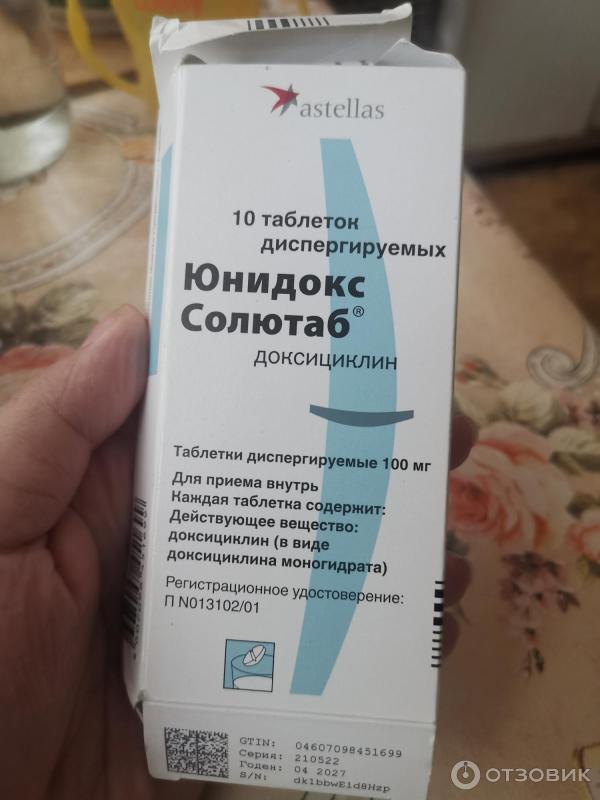 astellas
10 таблеток
диспергируемых
Юнидокс
Солютаб®
доксициклин
Таблетки диспергируемые 100 мг
Для приема внутрь
Каждая таблетка содержит:
Действующее вещество:
доксициклин (в виде
доксициклина моногидрата)
Регистрационное удостоверение:
П N013102/01
GTIN: 04607098451699
Серия: 210522
Годен: 04 2027
S/N: dk1bbwEid8Hzp
ОТЗОВИК